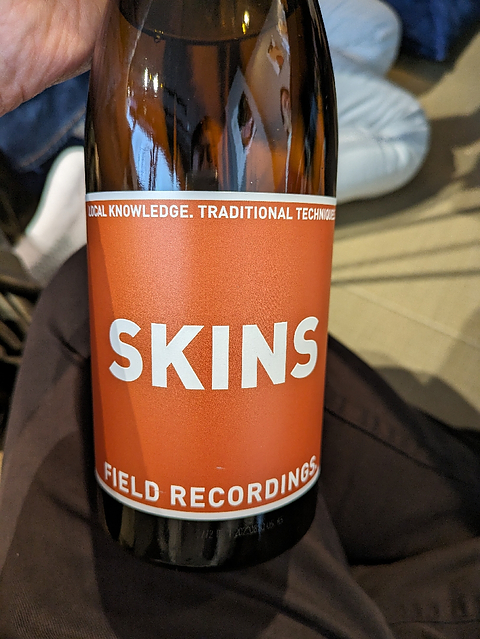 LOCAL KNOWLEDGE. TRADITIONAL TECHNIQUES
SKINS
FIELD RECORDINGS.